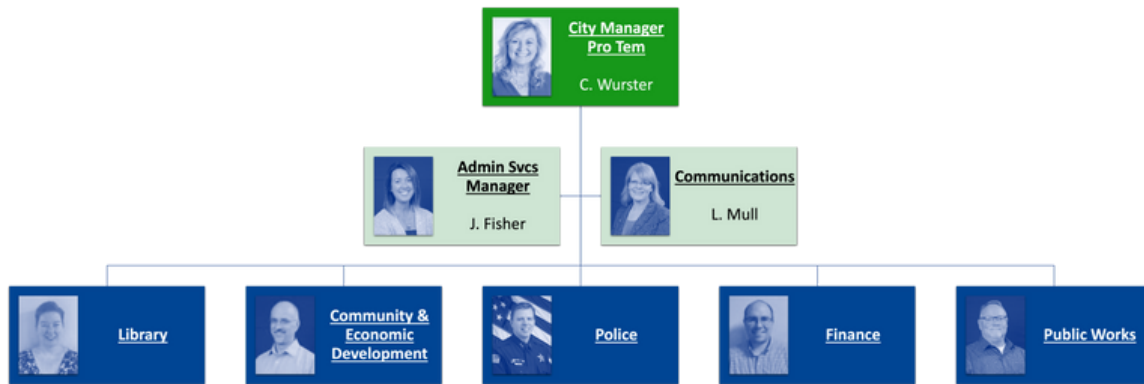 City Manager
Pro Tem
C. Wurster
Admin Svcs
Manager
J. Fisher
Communications
L. Mull
Library
Community &
Economic
Development
Police
Finance
Public Works